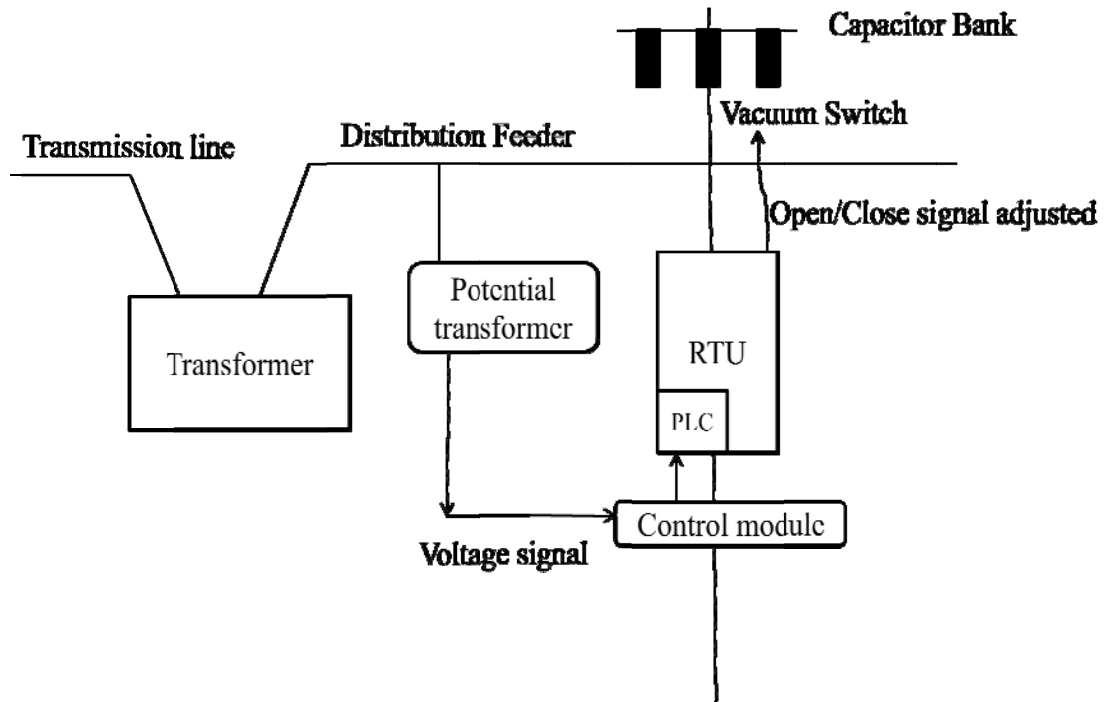 Capacitor Bank
Vacuum Switch
Transmission line
Distribution Feeder
Open/Close signal adjusted
Potential
transformer
Transformer
RTU
PLC
Control module
Voltage signal